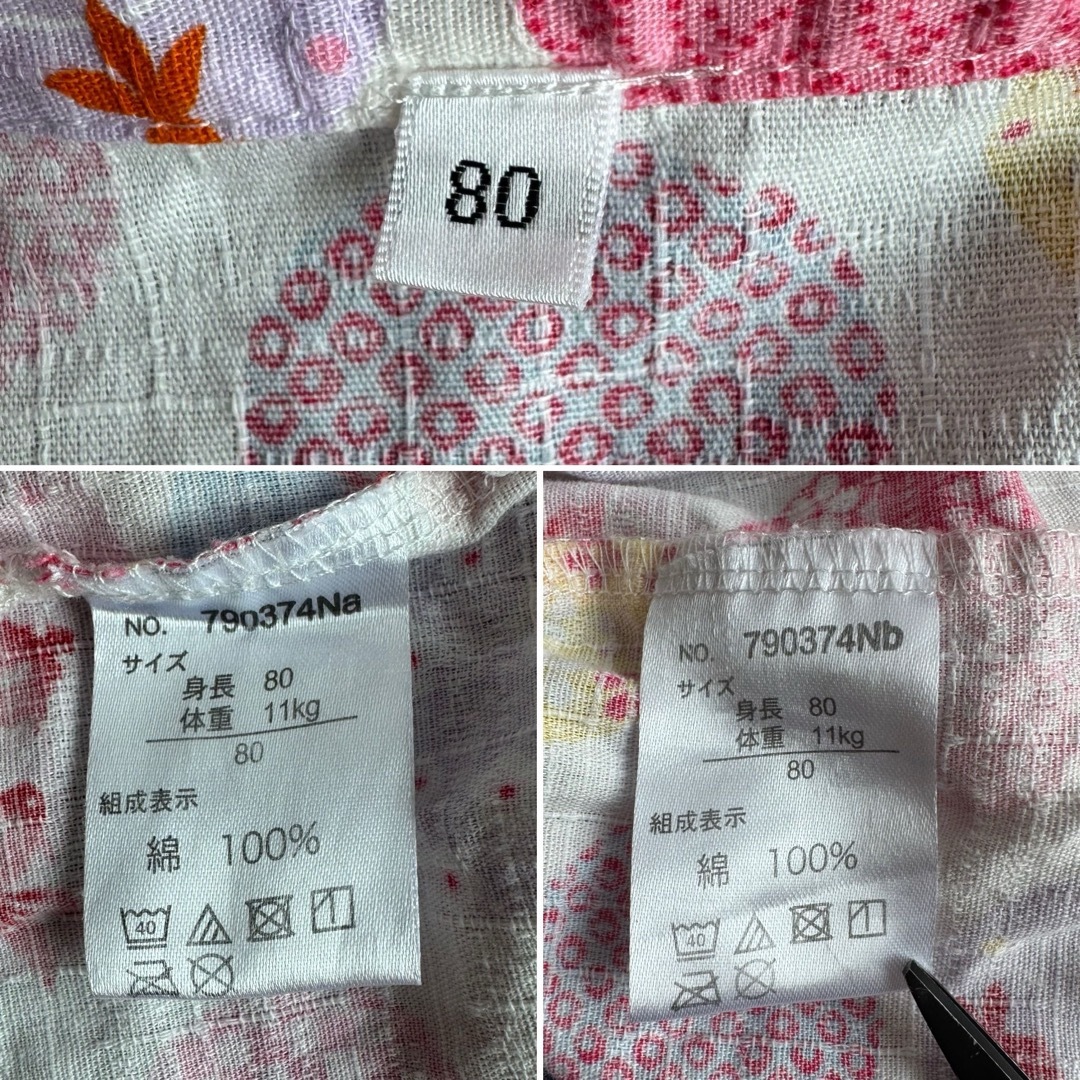 80
NO. 790374Na
サイズ
身長 80
体重 11kg
80
組成表示
綿 100%
40
NO. 790374Nb
サイズ
身長 80
体重 11kg
80
組成表示
綿 100%
40